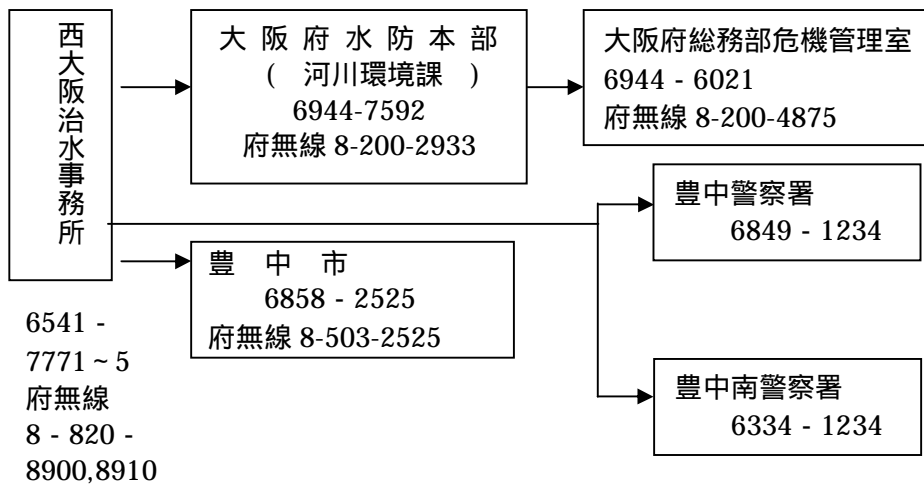 西大阪治水事務所
6541 -
7771 ~ 5
府無線
8 - 820 -
8900,8910
大 阪 府 水 防 本 部
( 河川環境課 )
6944-7592
府無線 8-200-2933
大阪府総務部危機管理室
6944 - 6021
府無線 8-200-4875
豊 中 市
6858 - 2525
府無線 8-503-2525
豊中警察署
6849 - 1234
豊中南警察署
6334 - 1234